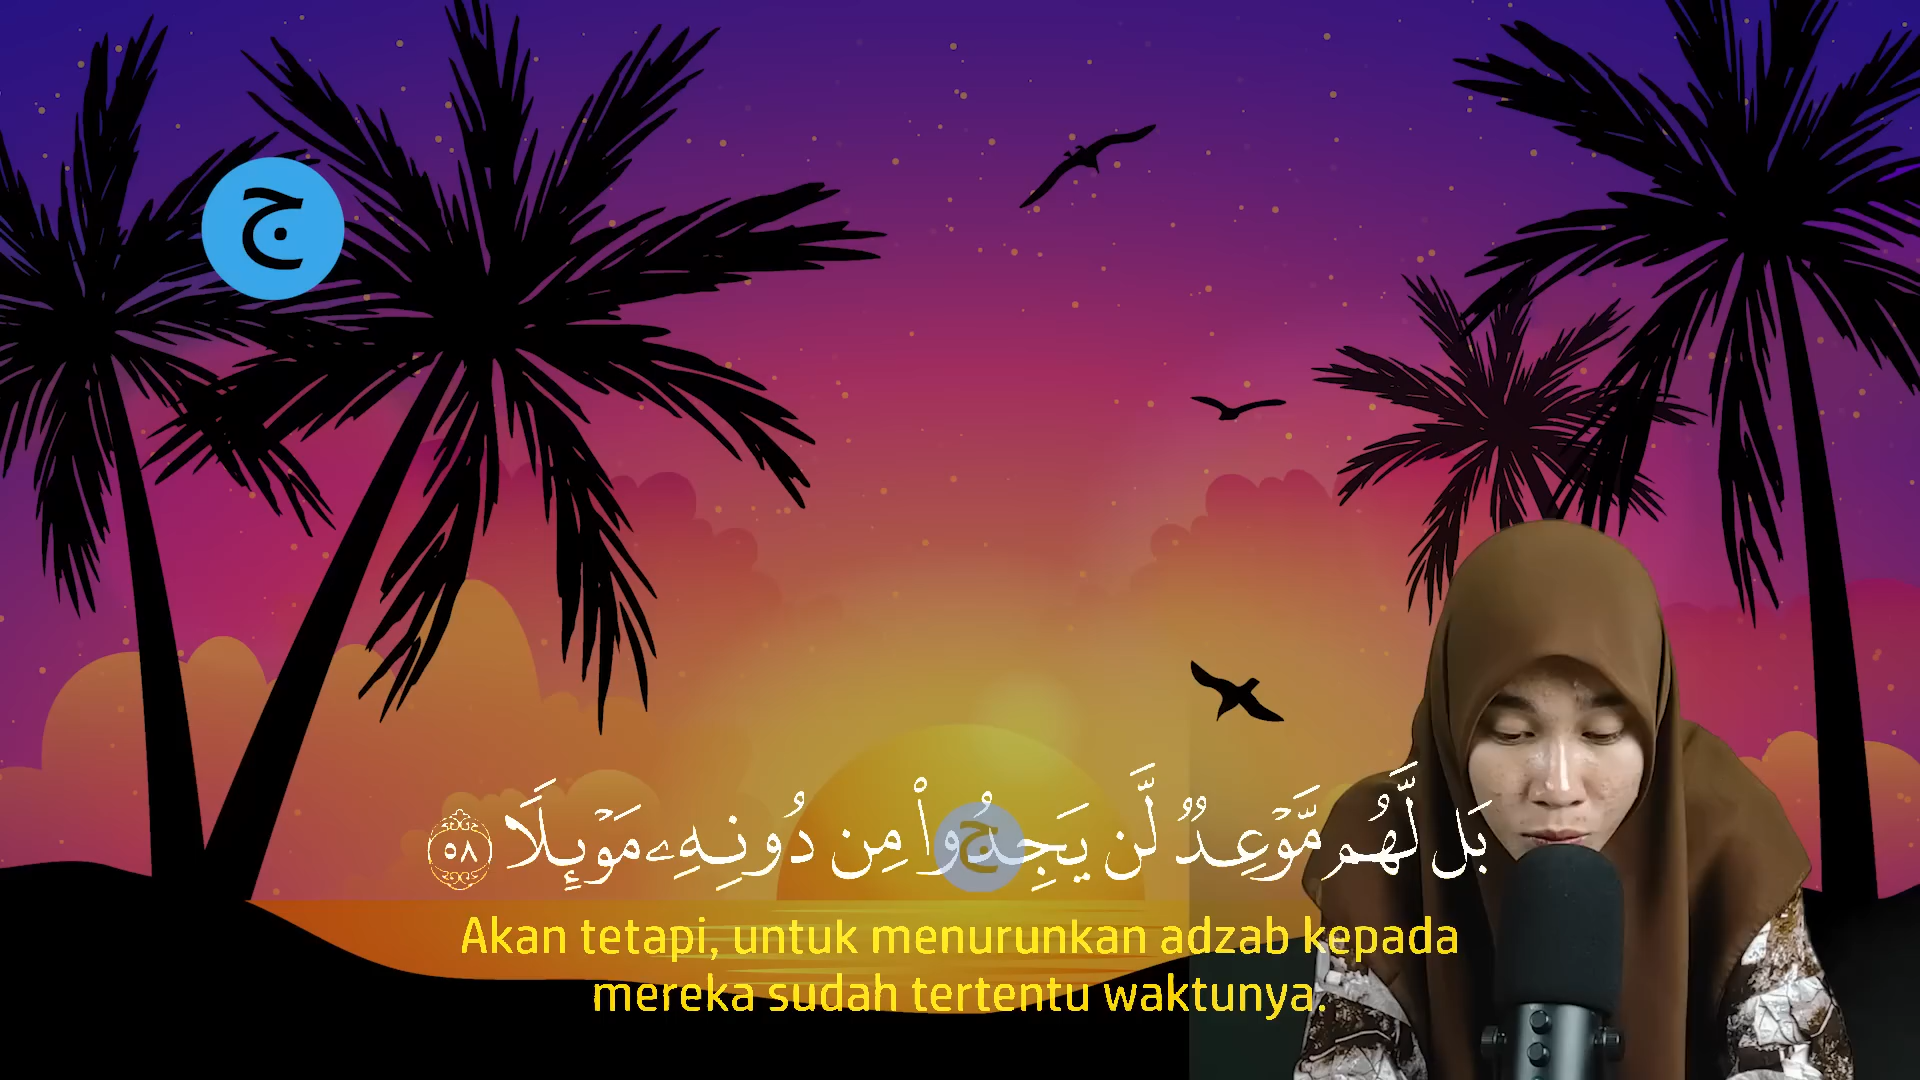 ج
بَل لَّهُم مَّوْعِدٌ لَّن يَجِدُوا۟ مِن دُونِهِۦ مَوْئِلًا ٥٨
ج
Akan tetapi, untuk menurunkan adzab kepada
mereka sudah tertentu waktunya.